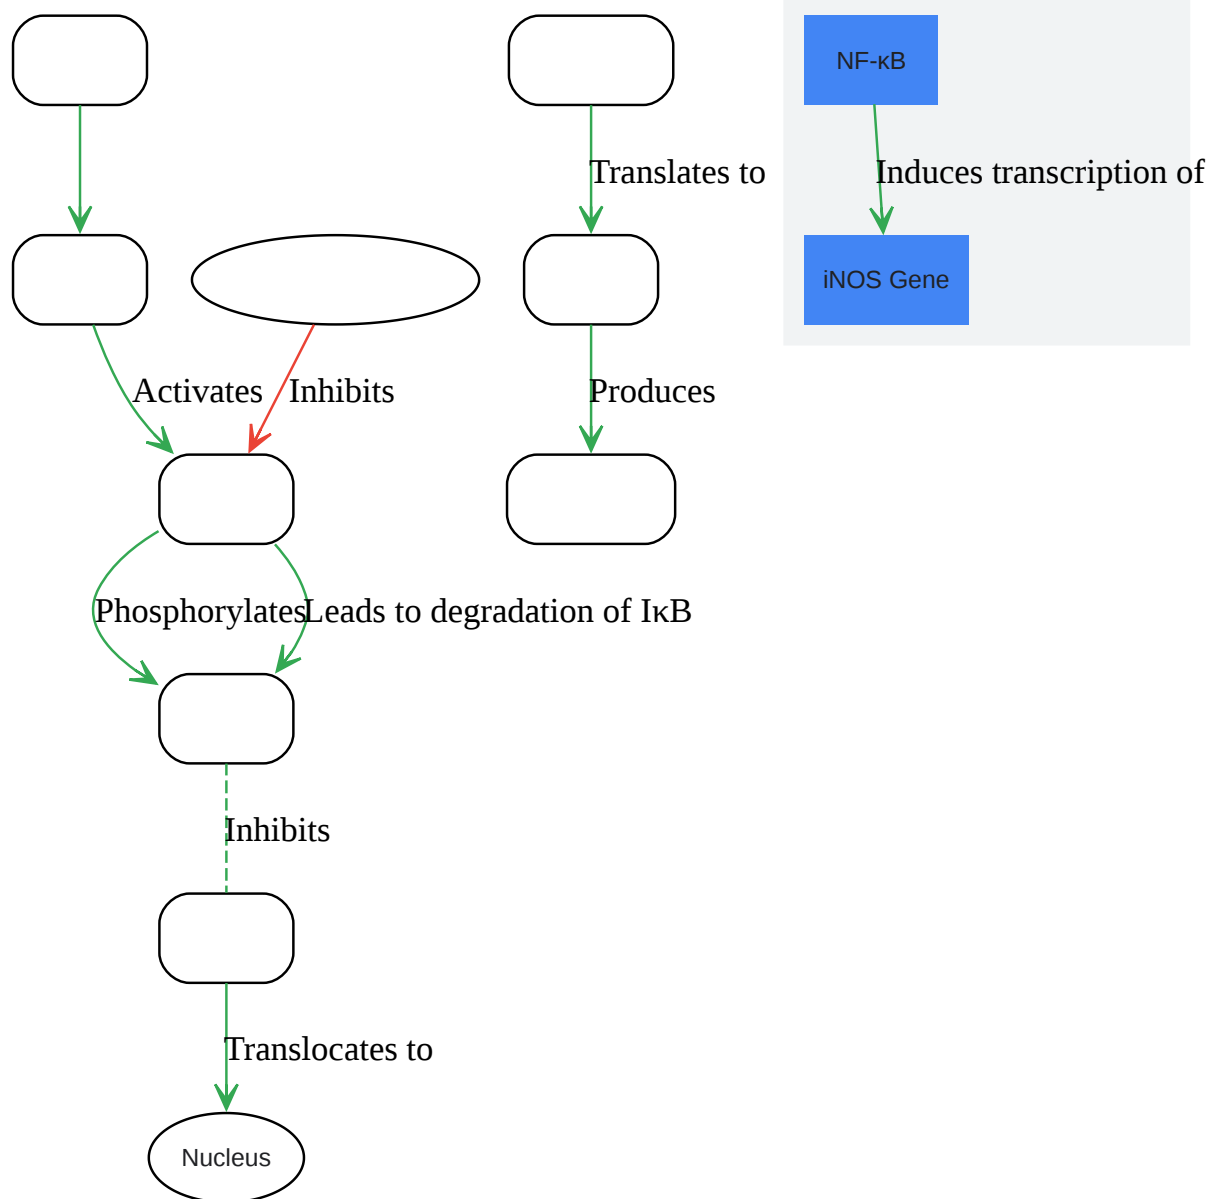 NF-κB
Translates to
Induces transcription of
iNOS Gene
Activates
Inhibits
Produces
Phosphorylates
Leads to degradation of IκB
Inhibits
Translocates to
Nucleus